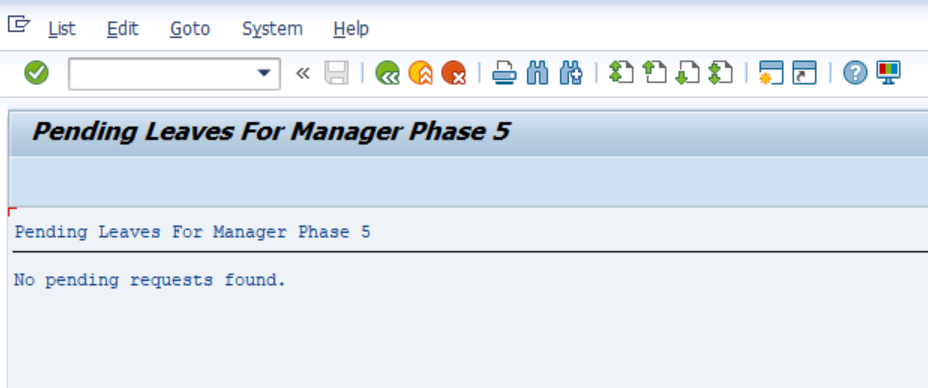 List Edit Goto System Help
Pending Leaves For Manager Phase 5
Pending Leaves For Manager Phase 5
No pending requests found.